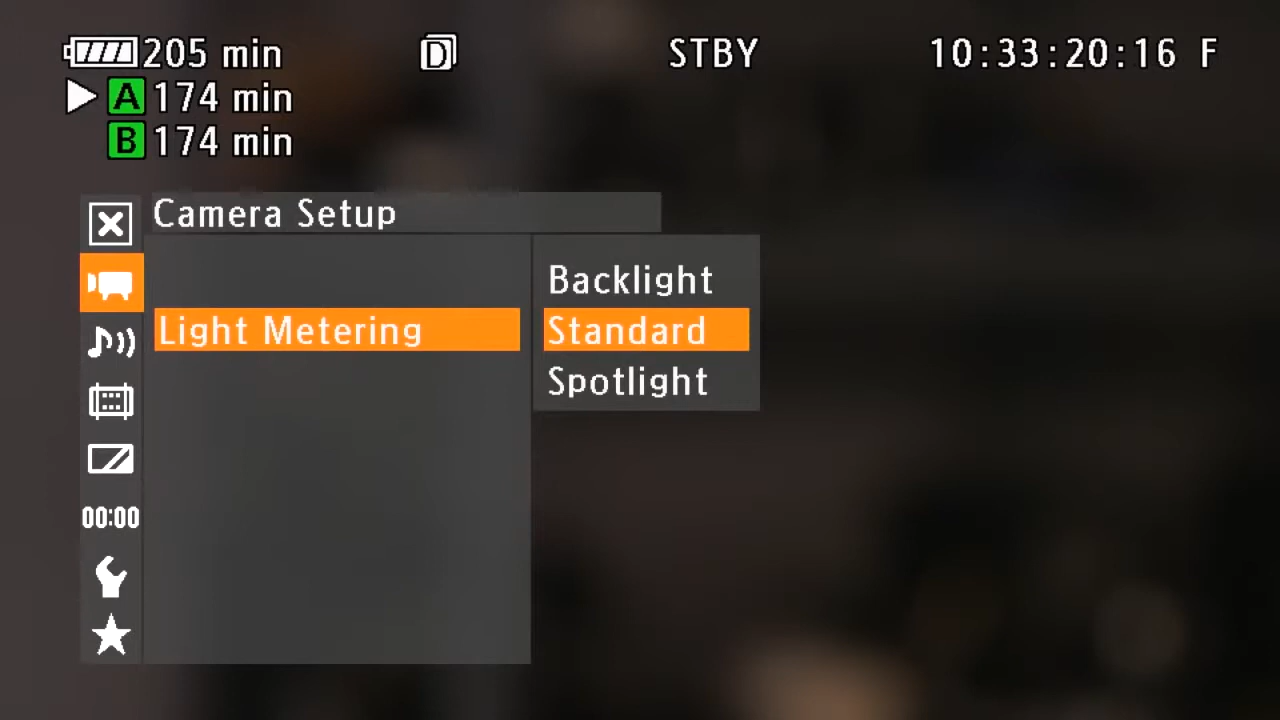 205 min D STBY 10:33:20:16 F
A 174 min
B 174 min
Camera Setup
Backlight
Light Metering Standard
Spotlight
00:00